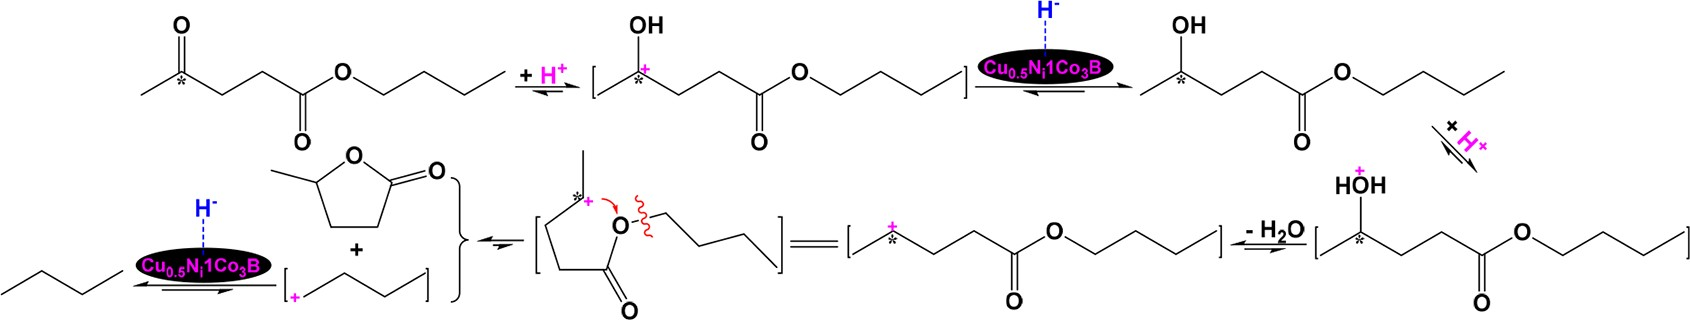 O O O
+ H⁺
OH + * O O
H⁻
Cu₀.₅Nᵢ1Co₃B
OH * O O
+ H⁺
+ HOH * O O
- H₂O
+ * O O
* + O O
O O
+
+
H⁻
Cu₀.₅Nᵢ1Co₃B